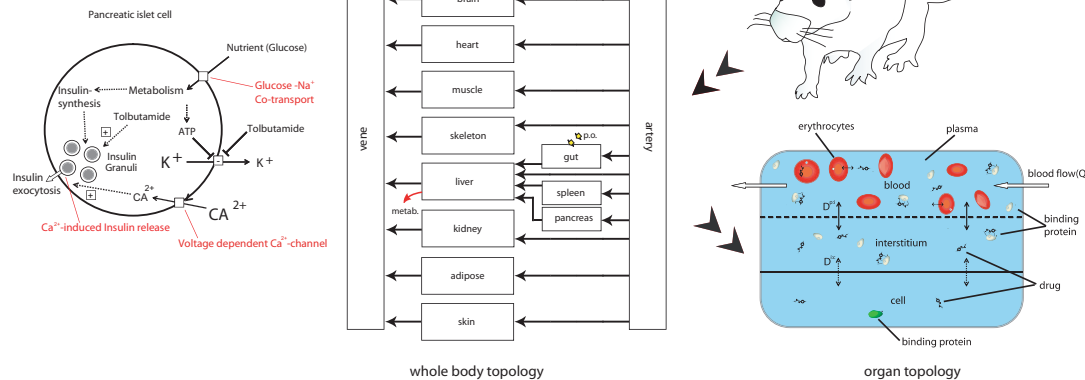 Pancreatic islet cell
Nutrient (Glucose)
Glucose -Na+
Co-transport
Insulin-
synthesis
Metabolism
Tolbutamide
ATP
Tolbutamide
+
K+
-
K+
Insulin
Granuli
Insulin
exocytosis
+
CA 2+
CA 2+
Ca2+-induced Insulin release
Voltage dependent Ca2+-channel
vene
artery
brain
heart
muscle
skeleton
p.o.
gut
liver
spleen
metab.
pancreas
kidney
adipose
skin
whole body topology
erythrocytes
plasma
blood
blood flow(Q
binding
protein
interstitium
drug
cell
binding protein
organ topology